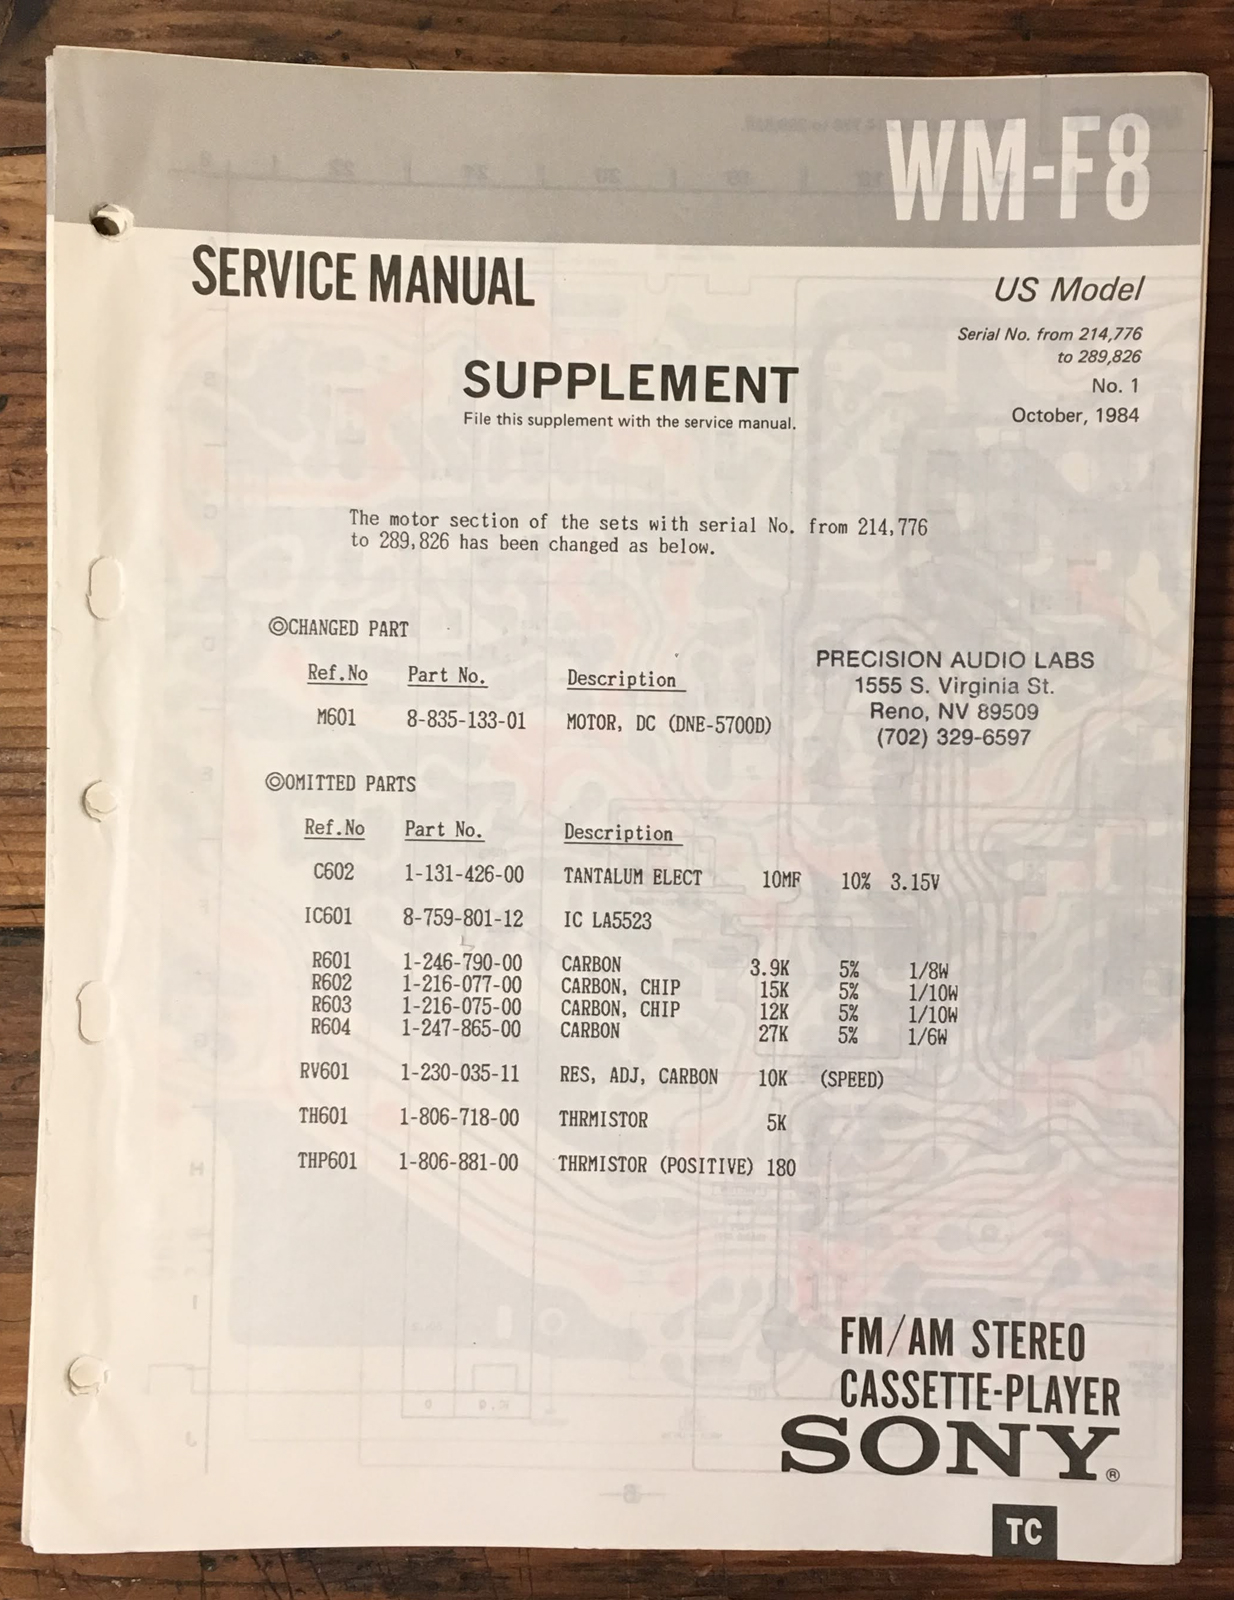 WM-F8
SERVICE MANUAL
US Model
Serial No. from 214,776
to 289,826
No. 1
October, 1984
SUPPLEMENT
File this supplement with the service manual.
The motor section of the sets with serial No. from 214,776
to 289,826 has been changed as below.
◎CHANGED PART
Ref.No Part No. Description
M601 8-835-133-01 MOTOR, DC (DNE-5700D)
PRECISION AUDIO LABS
1555 S. Virginia St.
Reno, NV 89509
(702) 329-6597
◎OMITTED PARTS
Ref.No Part No. Description
C602 1-131-426-00 TANTALUM ELECT 10MF 10% 3.15V
IC601 8-759-801-12 IC LA5523
R601 1-246-790-00 CARBON 3.9K 5% 1/8W
R602 1-216-077-00 CARBON, CHIP 15K 5% 1/10W
R603 1-216-075-00 CARBON, CHIP 12K 5% 1/10W
R604 1-247-865-00 CARBON 27K 5% 1/6W
RV601 1-230-035-11 RES, ADJ, CARBON 10K (SPEED)
TH601 1-806-718-00 THRMISTOR 5K
THP601 1-806-881-00 THRMISTOR (POSITIVE) 180
FM/AM STEREO
CASSETTE-PLAYER
SONY®
TC